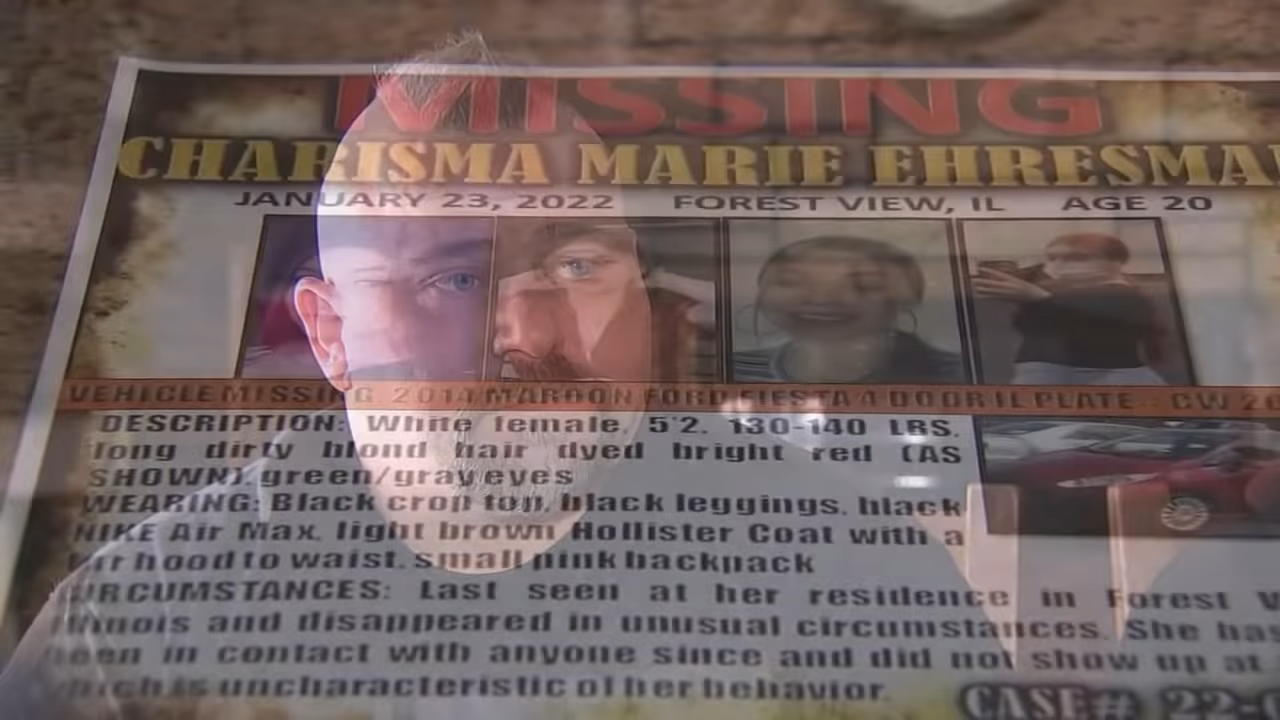 MISSING
CHARISMA MARIE EHRESMA
JANUARY 23, 2022 FOREST VIEW, IL AGE 20
VEHICLE MISSING 2014 MAROON FORD FIESTA 4 DOOR IL PLATE - CW 26
DESCRIPTION: White female, 5'2, 130-140 LBS,
long dirty blond hair dyed bright red (AS
SHOWN), green/gray eyes
WEARING: Black crop top, black leggings, black
NIKE Air Max, light brown Hollister Coat with a
hood to waist, small pink backpack
CIRCUMSTANCES: Last seen at her residence in Forest V
Illinois and disappeared in unusual circumstances. She has
been in contact with anyone since and did not show up at
which is uncharacteristic of her behavior.
CASE# 22-0